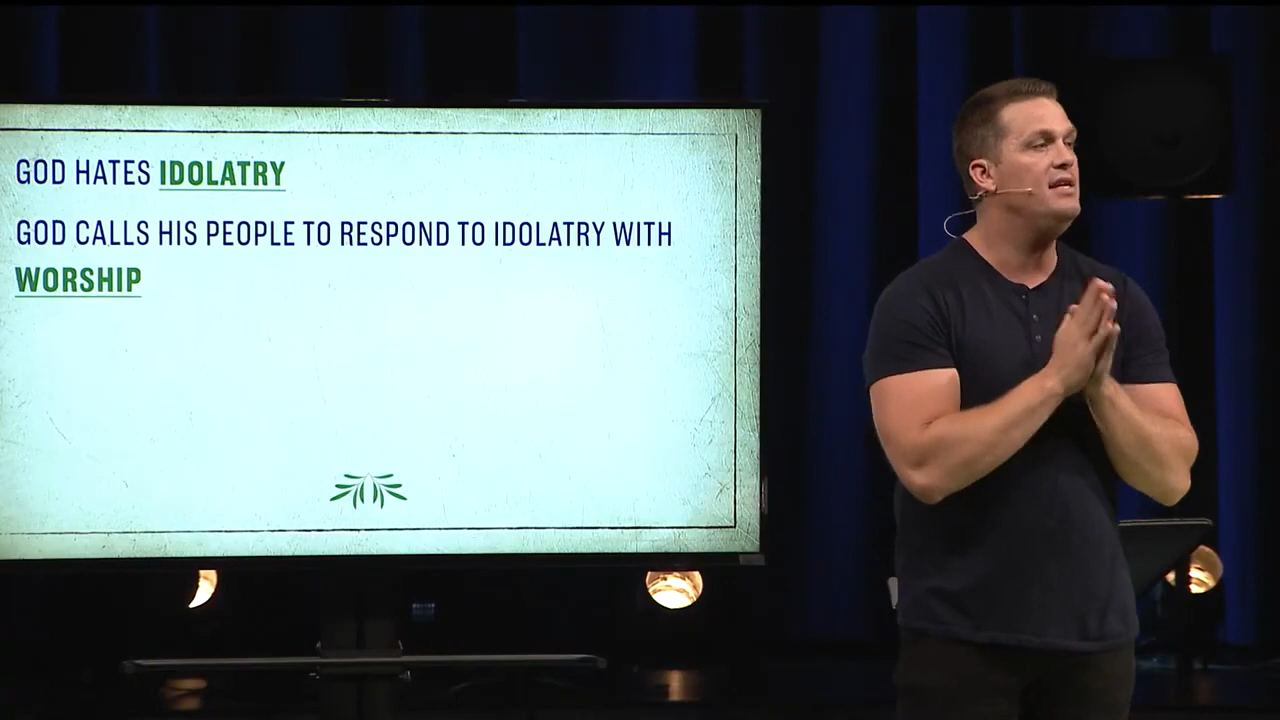 GOD HATES IDOLATRY
GOD CALLS HIS PEOPLE TO RESPOND TO IDOLATRY WITH
WORSHIP